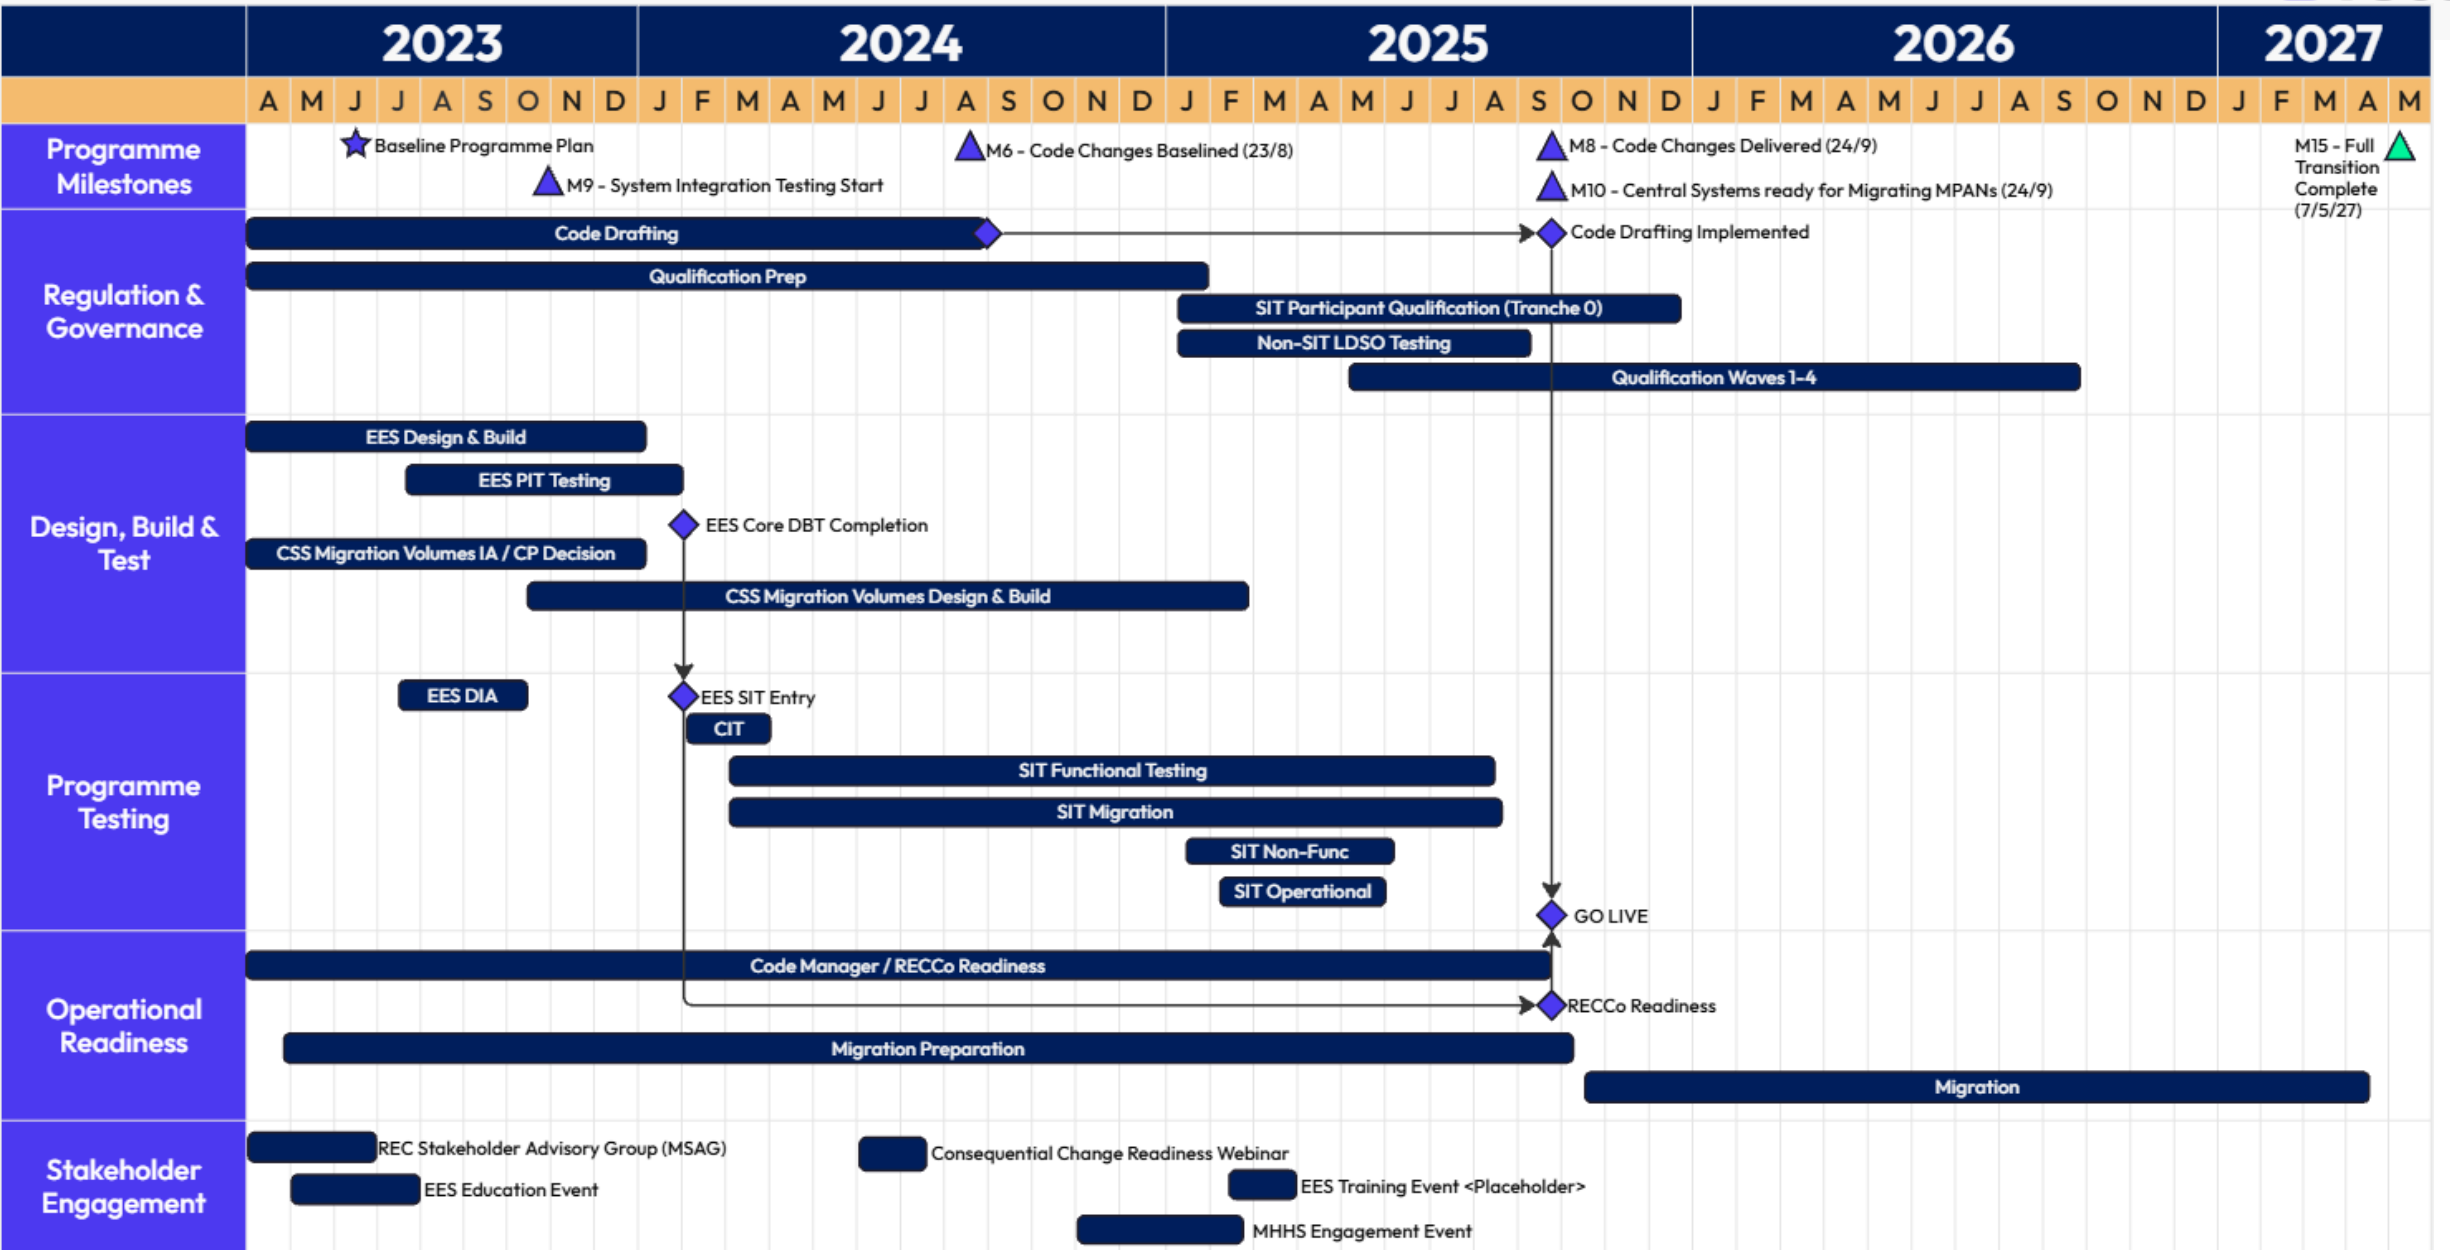 2023 2024 2025 2026 2027
A M J J A S O N D J F M A M J J A S O N D J F M A M J J A S O N D J F M A M J J A S O N D J F M A M
Programme
Milestones
Baseline Programme Plan
M9 - System Integration Testing Start
M6 - Code Changes Baselined (23/8)
M8 - Code Changes Delivered (24/9)
M10 - Central Systems ready for Migrating MPANs (24/9)
M15 - Full
Transition
Complete
(7/5/27)
Regulation &
Governance
Code Drafting
Code Drafting Implemented
Qualification Prep
SIT Participant Qualification (Tranche 0)
Non-SIT LDSO Testing
Qualification Waves 1-4
Design, Build &
Test
EES Design & Build
EES PIT Testing
EES Core DBT Completion
CSS Migration Volumes IA / CP Decision
CSS Migration Volumes Design & Build
Programme
Testing
EES DIA
EES SIT Entry
CIT
SIT Functional Testing
SIT Migration
SIT Non-Func
SIT Operational
GO LIVE
Operational
Readiness
Code Manager / RECCo Readiness
RECCo Readiness
Migration Preparation
Migration
Stakeholder
Engagement
REC Stakeholder Advisory Group (MSAG)
EES Education Event
Consequential Change Readiness Webinar
EES Training Event <Placeholder>
MHHS Engagement Event